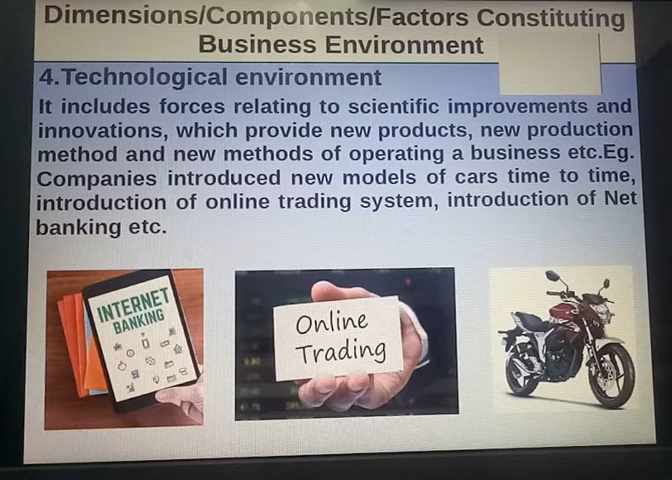 Dimensions/Components/Factors Constituting
Business Environment
4.Technological environment
It includes forces relating to scientific improvements and
innovations, which provide new products, new production
method and new methods of operating a business etc.Eg.
Companies introduced new models of cars time to time,
introduction of online trading system, introduction of Net
banking etc.
INTERNET
BANKING
Online
Trading